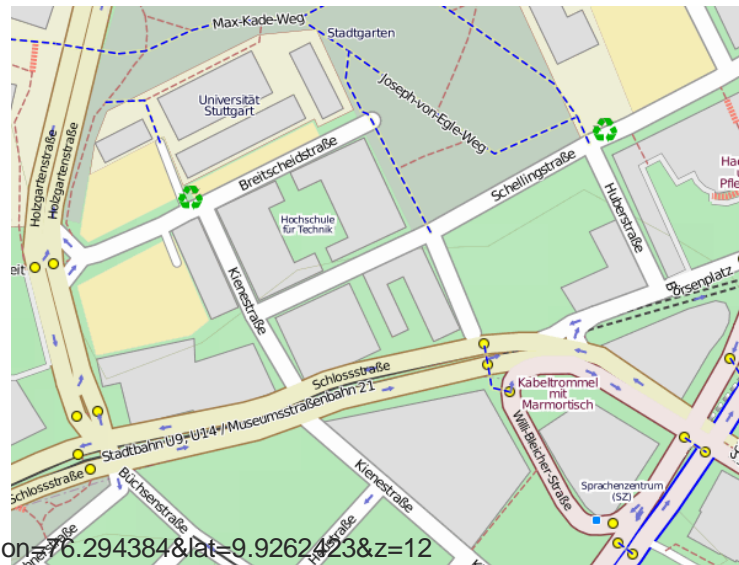 Max-Kade-Weg
Stadtgarten
Joseph-von-Egle-Weg
Universität
Stuttgart
Holzgartenstraße
Holzgartenstraße
Breitscheidstraße
Schellingstraße
Huberstraße
Hochschule
für Technik
Kienestraße
Börsenplatz
Schlossstraße
Stadtbahn U9, U14 / Museumsstraßenbahn 21
Kabeltrommel
mit
Marmortisch
Willi-Bleicher-Straße
Schlossstraße
Büchsenstraße
Kienestraße
Sprachenzentrum
(SZ)
on=76.294384&lat=9.9262423&z=12